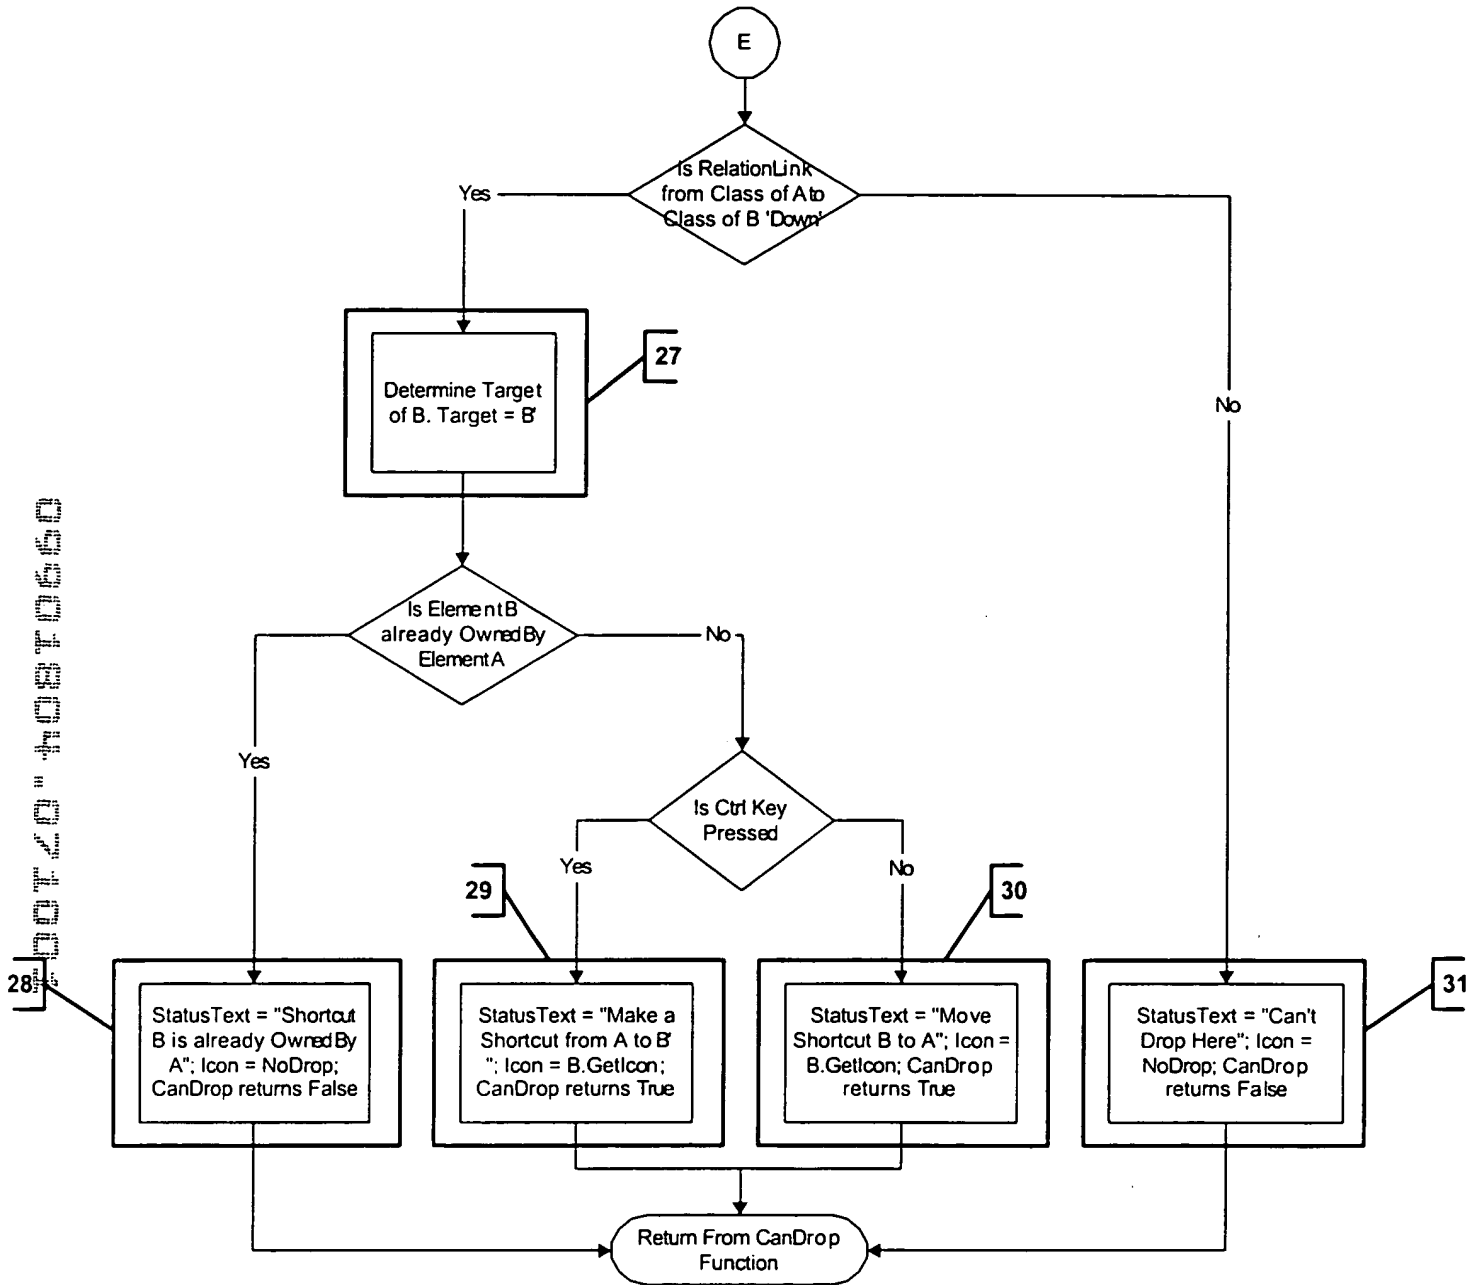 E
Is RelationLink
from Class of A to
Class of B 'Down'
Yes
No
27
Determine Target
of B. Target = B'
Is Element B
already OwnedBy
Element A
No
Yes
Is Ctrl Key
Pressed
Yes
No
29
30
28
31
StatusText = "Shortcut
B is already OwnedBy
A"; Icon = NoDrop;
CanDrop returns False
StatusText = "Make a
Shortcut from A to B'
"; Icon = B.GetIcon;
CanDrop returns True
StatusText = "Move
Shortcut B to A"; Icon =
B.GetIcon; CanDrop
returns True
StatusText = "Can't
Drop Here"; Icon =
NoDrop; CanDrop
returns False
Return From CanDrop
Function